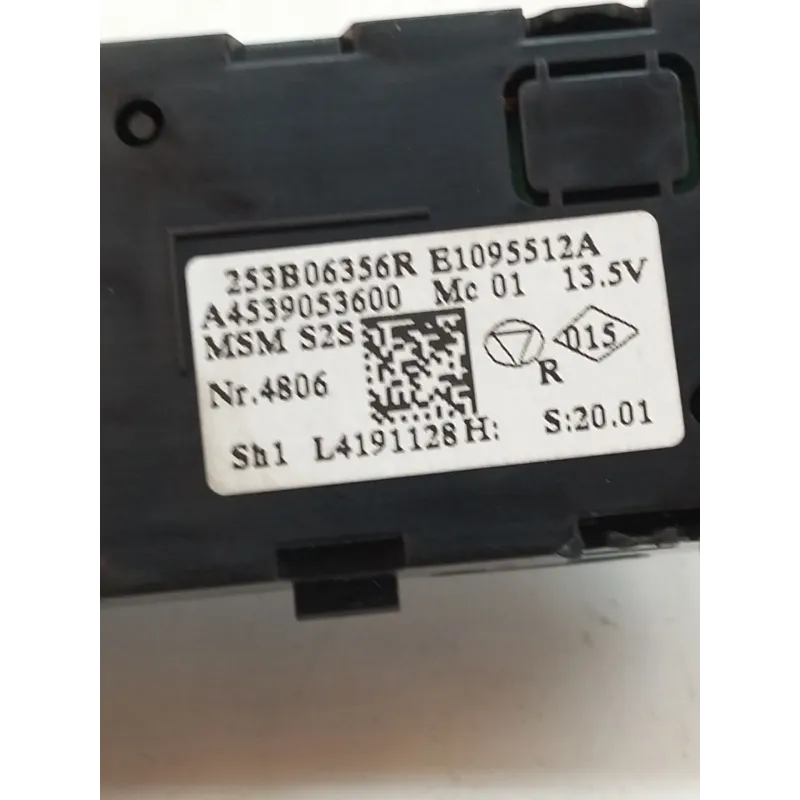 253B06356R E1095512A
A4539053600 Mc 01 13.5V
MSM S2S
015
R
Nr.4806
Sh1 L4191128 H: S:20.01